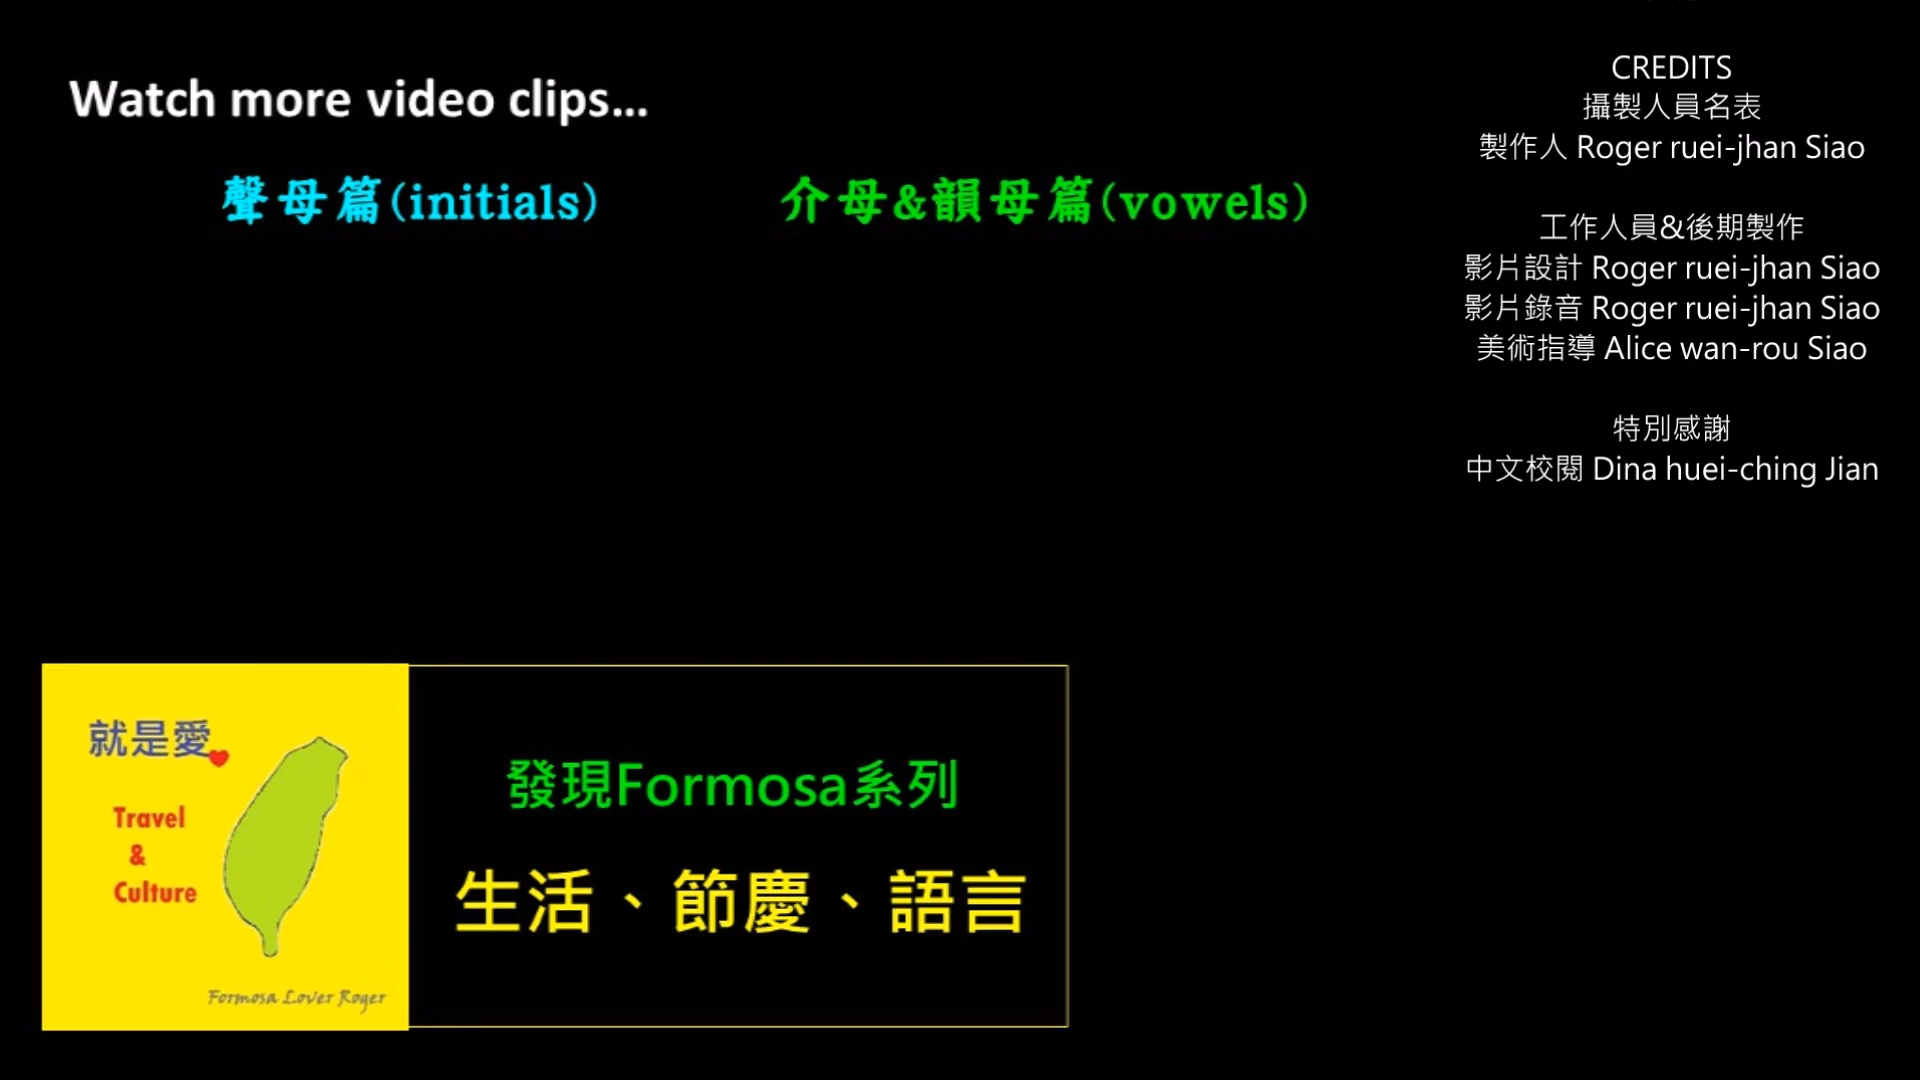 Watch more video clips...
聲母篇(initials)
介母&韻母篇(vowels)
CREDITS
攝製人員名表
製作人 Roger ruei-jhan Siao
工作人員&後期製作
影片設計 Roger ruei-jhan Siao
影片錄音 Roger ruei-jhan Siao
美術指導 Alice wan-rou Siao
特別感謝
中文校閱 Dina huei-ching Jian
就是愛
Travel
&
Culture
Formosa Lover Roger
發現Formosa系列
生活、節慶、語言